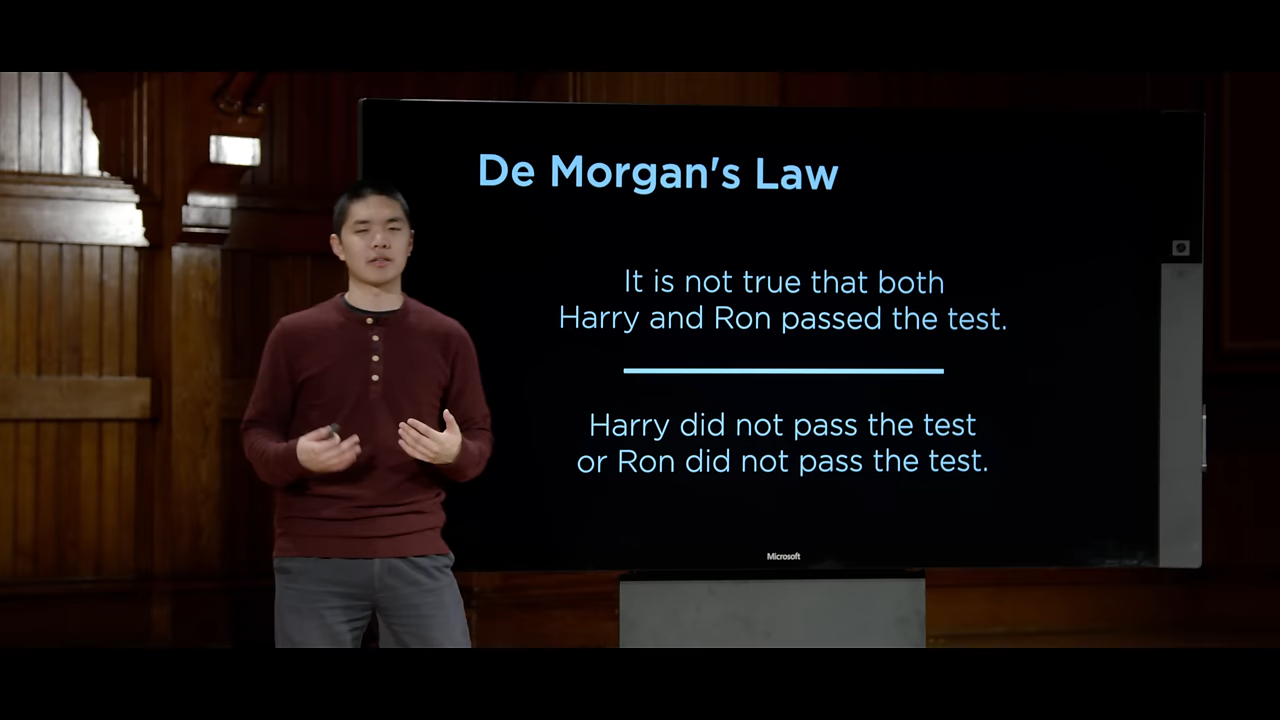 De Morgan's Law
It is not true that both
Harry and Ron passed the test.
Harry did not pass the test
or Ron did not pass the test.
Microsoft